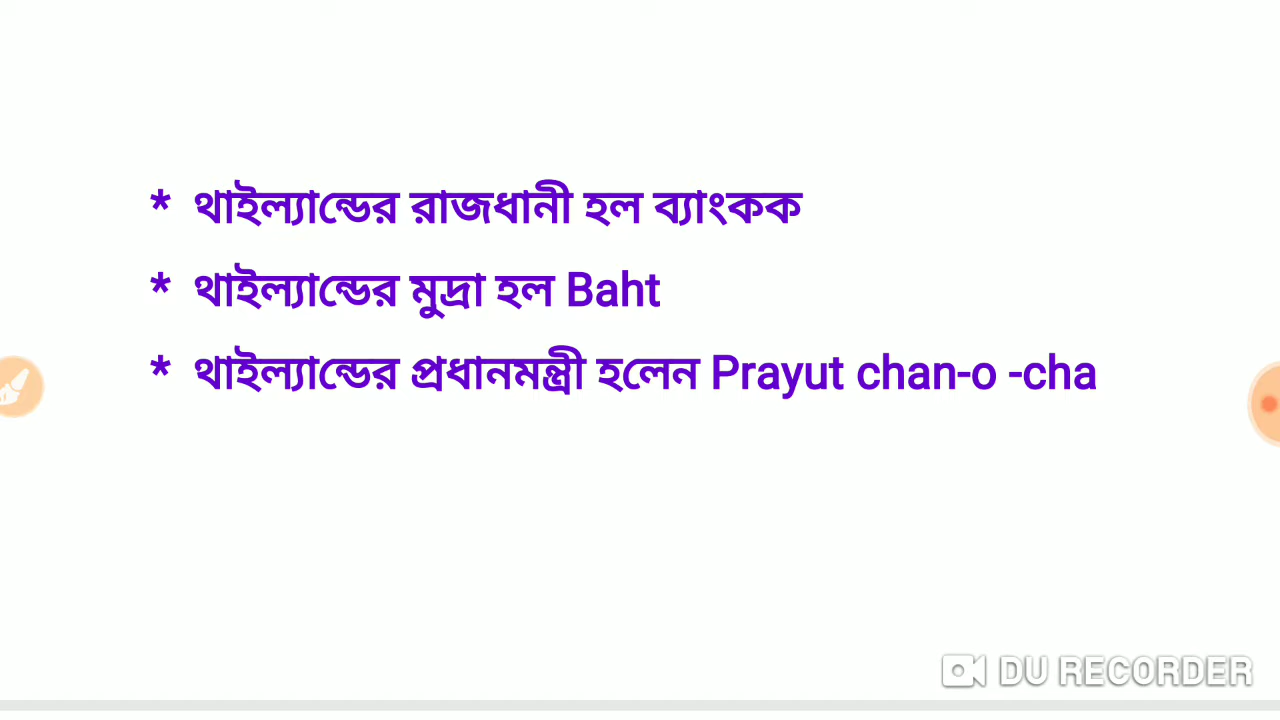 * থাইল্যান্ডের রাজধানী হল ব্যাংকক
* থাইল্যান্ডের মুদ্রা হল Baht
* থাইল্যান্ডের প্রধানমন্ত্রী হলেন Prayut chan-o -cha
DU RECORDER